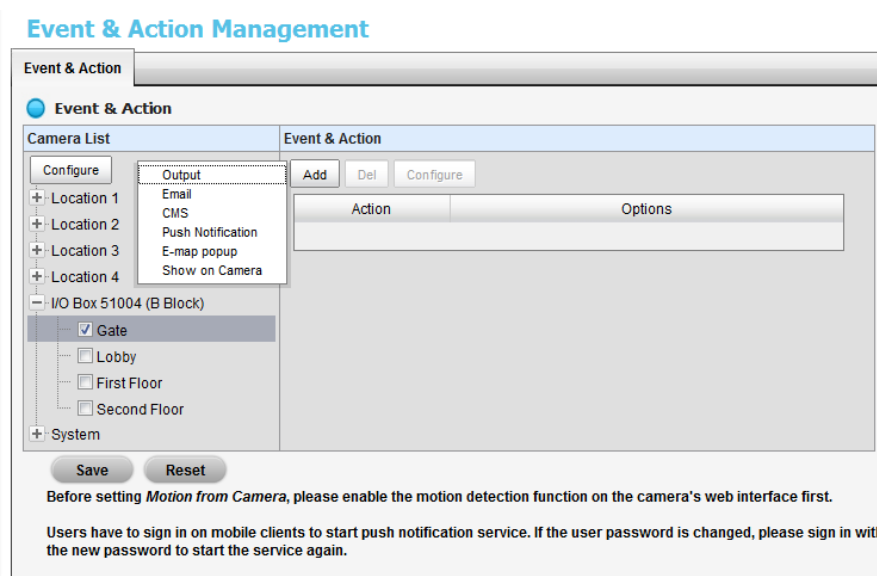 Event & Action Management
Event & Action
Event & Action
Camera List
Event & Action
Configure
Output
Email
CMS
Push Notification
E-map popup
Show on Camera
Add
Del
Configure
Action
Options
Location 1
Location 2
Location 3
Location 4
I/O Box 51004 (B Block)
Gate
Lobby
First Floor
Second Floor
System
Save
Reset
Before setting Motion from Camera, please enable the motion detection function on the camera's web interface first.
Users have to sign in on mobile clients to start push notification service. If the user password is changed, please sign in wit
the new password to start the service again.